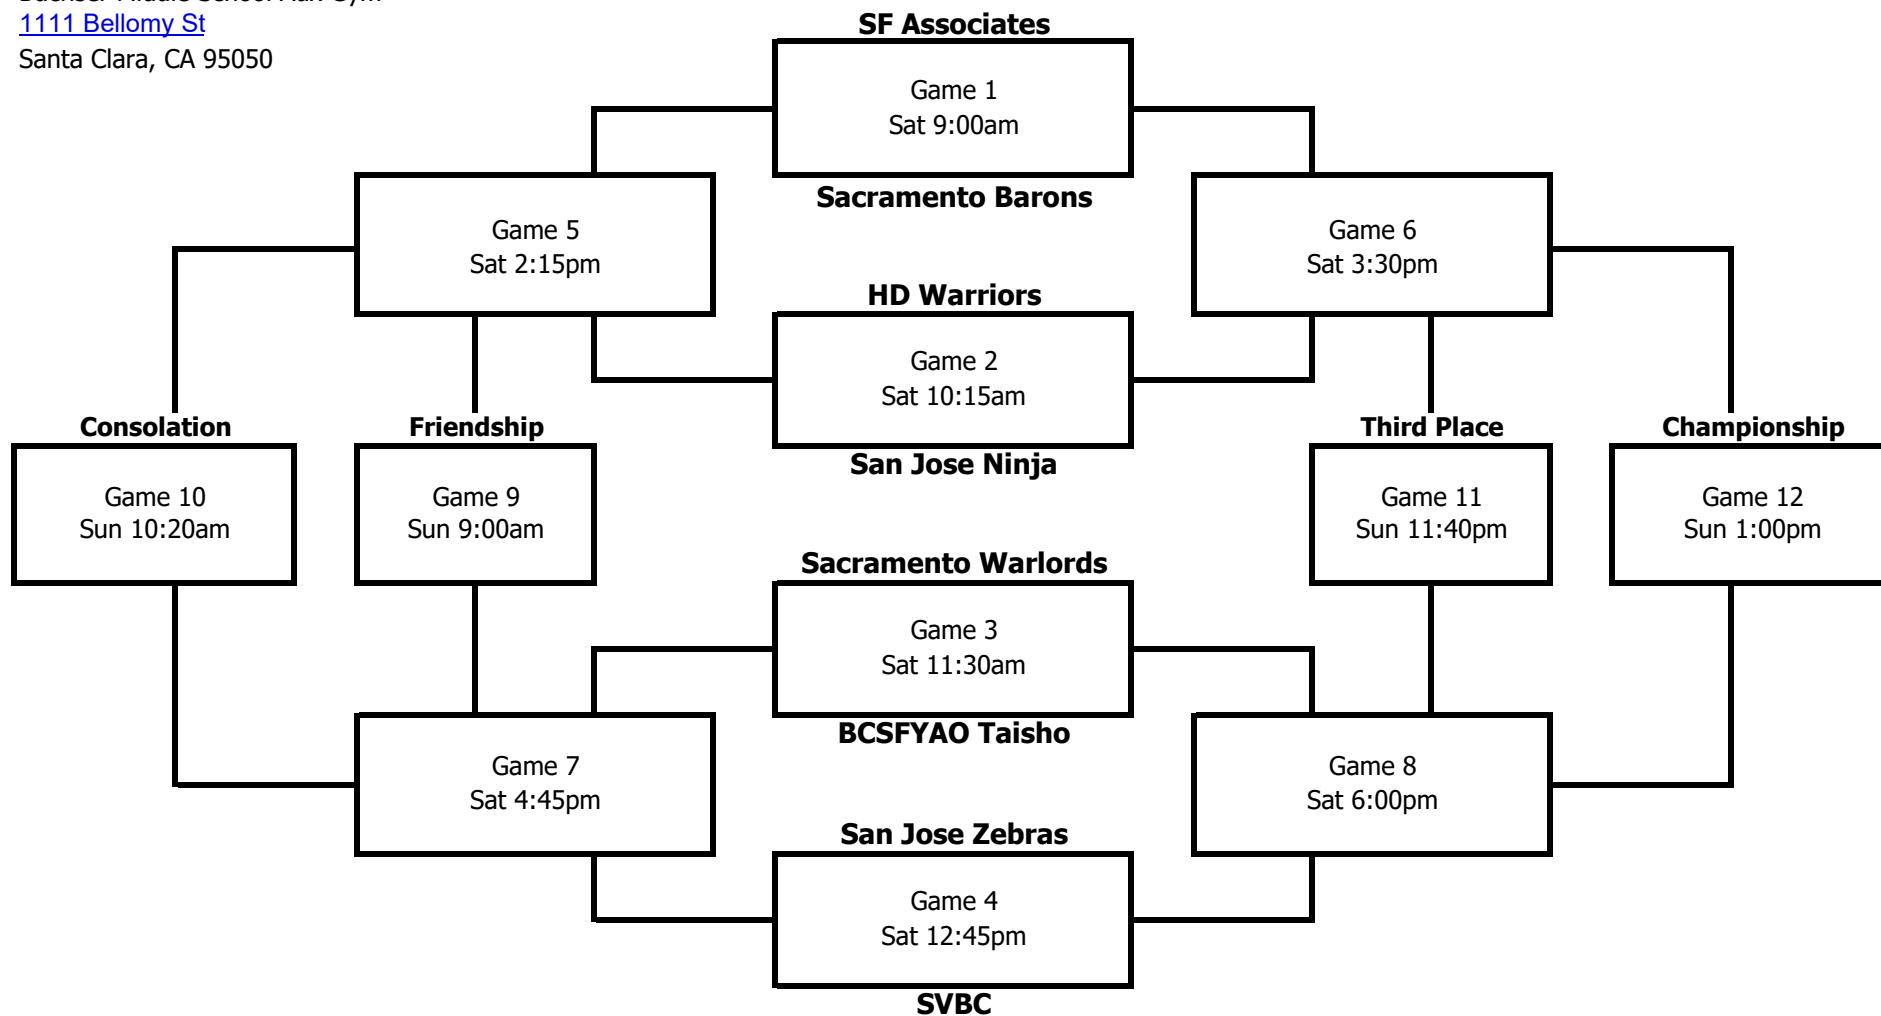 1111 Bellomy St
Santa Clara, CA 95050
SF Associates
Game 1
Sat 9:00am
Sacramento Barons
Game 5
Sat 2:15pm
Game 6
Sat 3:30pm
HD Warriors
Game 2
Sat 10:15am
San Jose Ninja
Consolation
Friendship
Third Place
Championship
Game 10
Sun 10:20am
Game 9
Sun 9:00am
Game 11
Sun 11:40pm
Game 12
Sun 1:00pm
Sacramento Warlords
Game 3
Sat 11:30am
BCSFYAO Taisho
Game 7
Sat 4:45pm
Game 8
Sat 6:00pm
San Jose Zebras
Game 4
Sat 12:45pm
SVBC